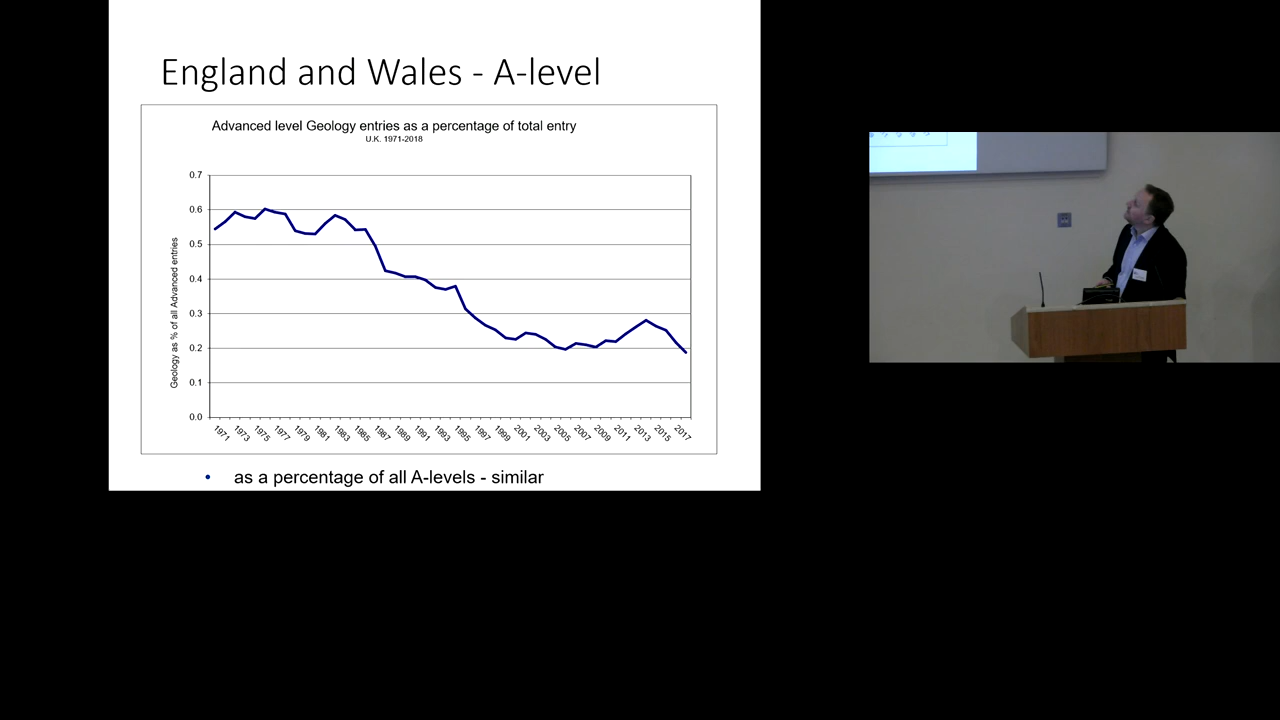 England and Wales - A-level
Advanced level Geology entries as a percentage of total entry
U.K. 1971-2018
Geology as % of all Advanced entries
0.7
0.6
0.5
0.4
0.3
0.2
0.1
0.0
1971 1973 1975 1977 1979 1981 1983 1985 1987 1989 1991 1993 1995 1997 1999 2001 2003 2005 2007 2009 2011 2013 2015 2017
• as a percentage of all A-levels - similar